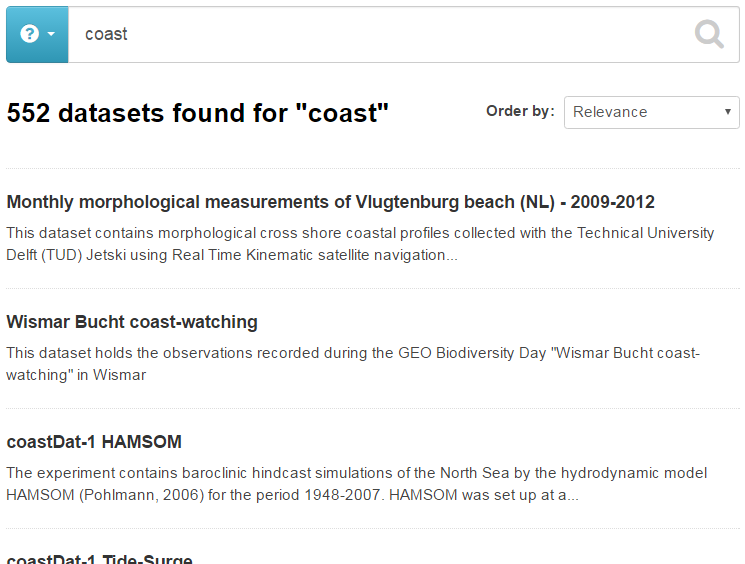 ?
coast
552 datasets found for "coast"
Order by: Relevance
Monthly morphological measurements of Vlugtenburg beach (NL) - 2009-2012
This dataset contains morphological cross shore coastal profiles collected with the Technical University
Delft (TUD) Jetski using Real Time Kinematic satellite navigation...
Wismar Bucht coast-watching
This dataset holds the observations recorded during the GEO Biodiversity Day "Wismar Bucht coast-
watching" in Wismar
coastDat-1 HAMSOM
The experiment contains baroclinic hindcast simulations of the North Sea by the hydrodynamic model
HAMSOM (Pohlmann, 2006) for the period 1948-2007. HAMSOM was set up at a...
coastDat-1 Tide-Surge